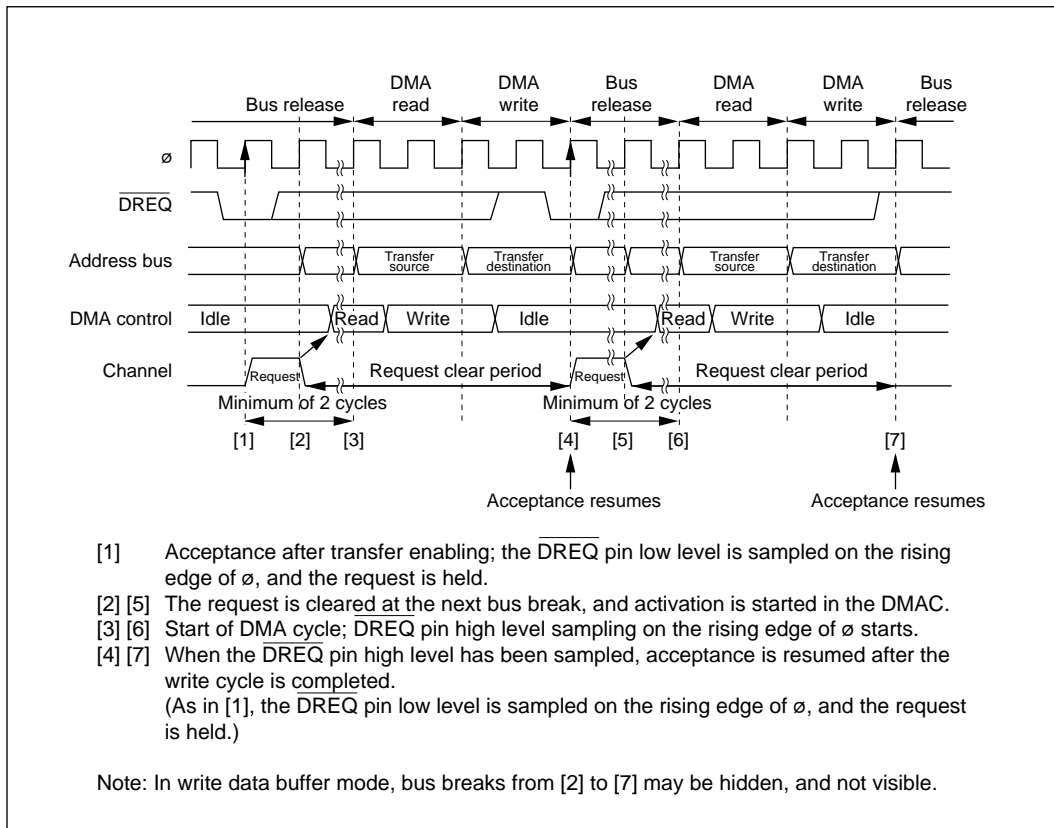 DMA read
DMA write
Bus release
DMA read
DMA write
Bus release
Bus release
ø
DREQ
Address bus
Transfer source
Transfer destination
Transfer source
Transfer destination
DMA control
Idle
Read
Write
Idle
Read
Write
Idle
Channel
Request
Request clear period
Request
Request clear period
Minimum of 2 cycles
Minimum of 2 cycles
[1]
[2]
[3]
[4]
[5]
[6]
[7]
Acceptance resumes
Acceptance resumes
[1] Acceptance after transfer enabling; the DREQ pin low level is sampled on the rising
edge of ø, and the request is held.
[2] [5] The request is cleared at the next bus break, and activation is started in the DMAC.
[3] [6] Start of DMA cycle; DREQ pin high level sampling on the rising edge of ø starts.
[4] [7] When the DREQ pin high level has been sampled, acceptance is resumed after the
write cycle is completed.
(As in [1], the DREQ pin low level is sampled on the rising edge of ø, and the request
is held.)
Note: In write data buffer mode, bus breaks from [2] to [7] may be hidden, and not visible.